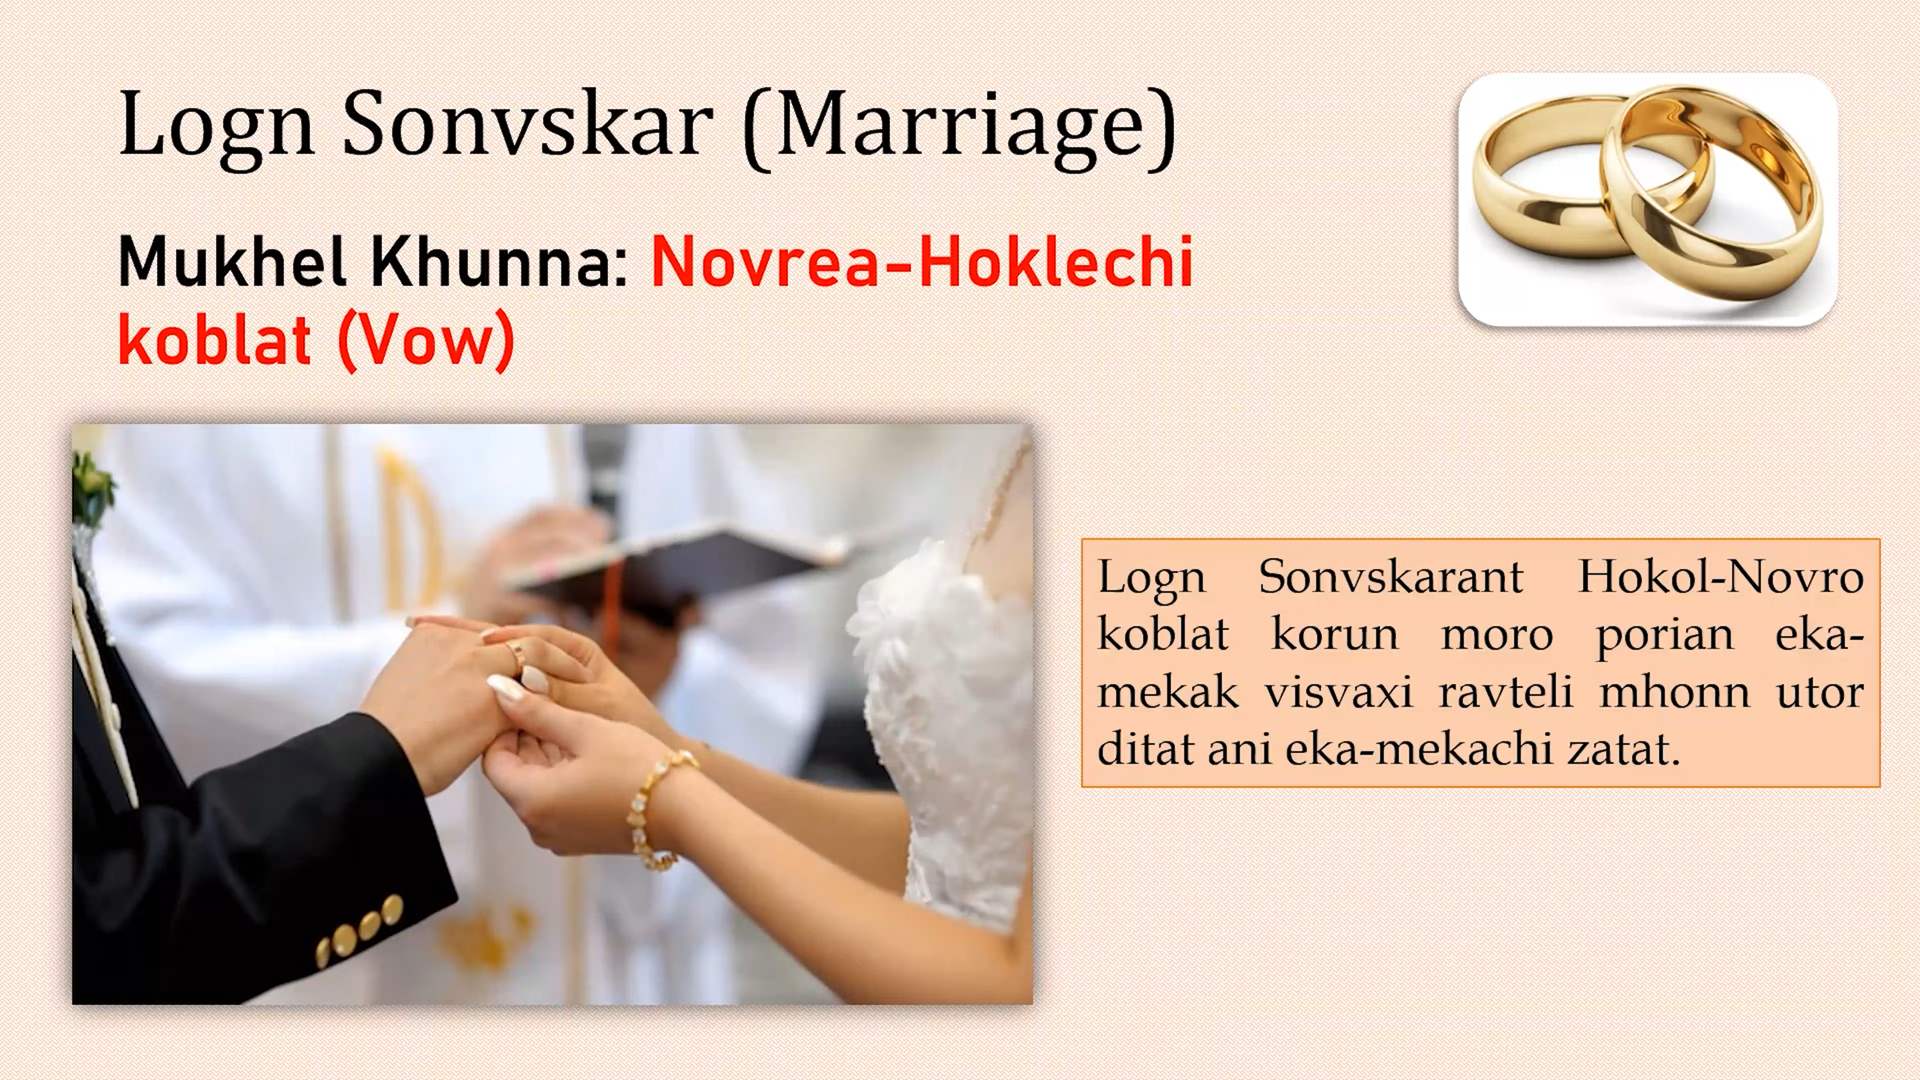 Logn Sonvskar (Marriage)
Mukhel Khunna: Novrea-Hoklechi
koblat (Vow)
Logn Sonvskarant Hokol-Novro
koblat korun moro porian eka-
mekak visvaxi ravteli mhonn utor
ditat ani eka-mekachi zatat.